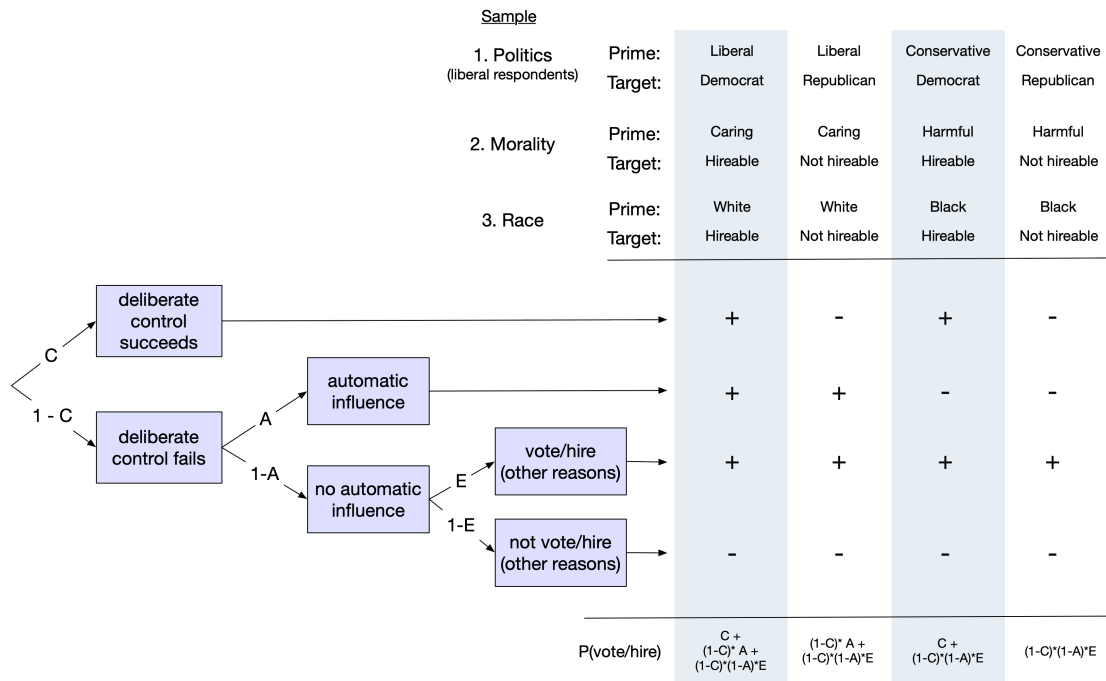 Sample
1. Politics
(liberal respondents)
Prime: Liberal Liberal Conservative Conservative
Target: Democrat Republican Democrat Republican
2. Morality
Prime: Caring Caring Harmful Harmful
Target: Hireable Not hireable Hireable Not hireable
3. Race
Prime: White White Black Black
Target: Hireable Not hireable Hireable Not hireable
deliberate
control
succeeds
+ - + -
C
automatic
influence
+ + - -
1 - C
A
deliberate
control fails
vote/hire
(other reasons)
+ + + +
1-A
E
no automatic
influence
1-E
not vote/hire
(other reasons)
- - - -
P(vote/hire)
C +
(1-C)* A +
(1-C)*(1-A)*E
(1-C)* A +
(1-C)*(1-A)*E
C +
(1-C)*(1-A)*E
(1-C)*(1-A)*E